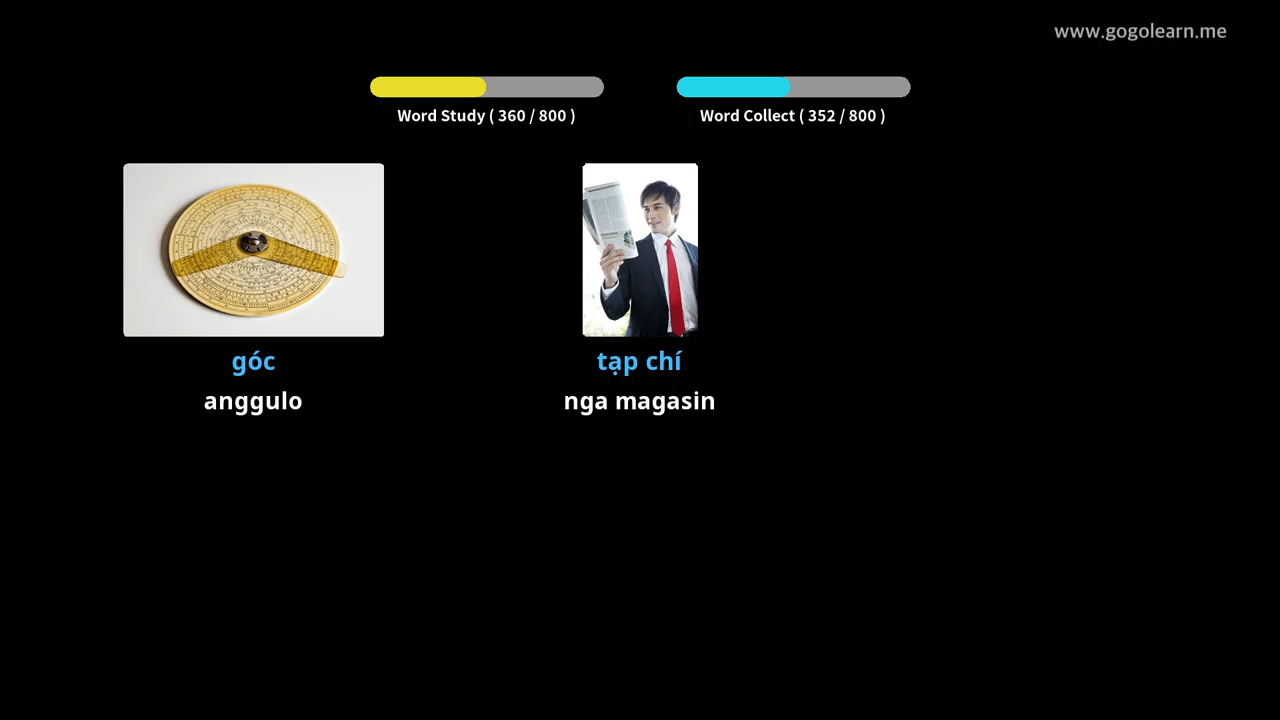 www.gogolearn.me
Word Study ( 360 / 800 )
Word Collect ( 352 / 800 )
góc
tạp chí
anggulo
nga magasin